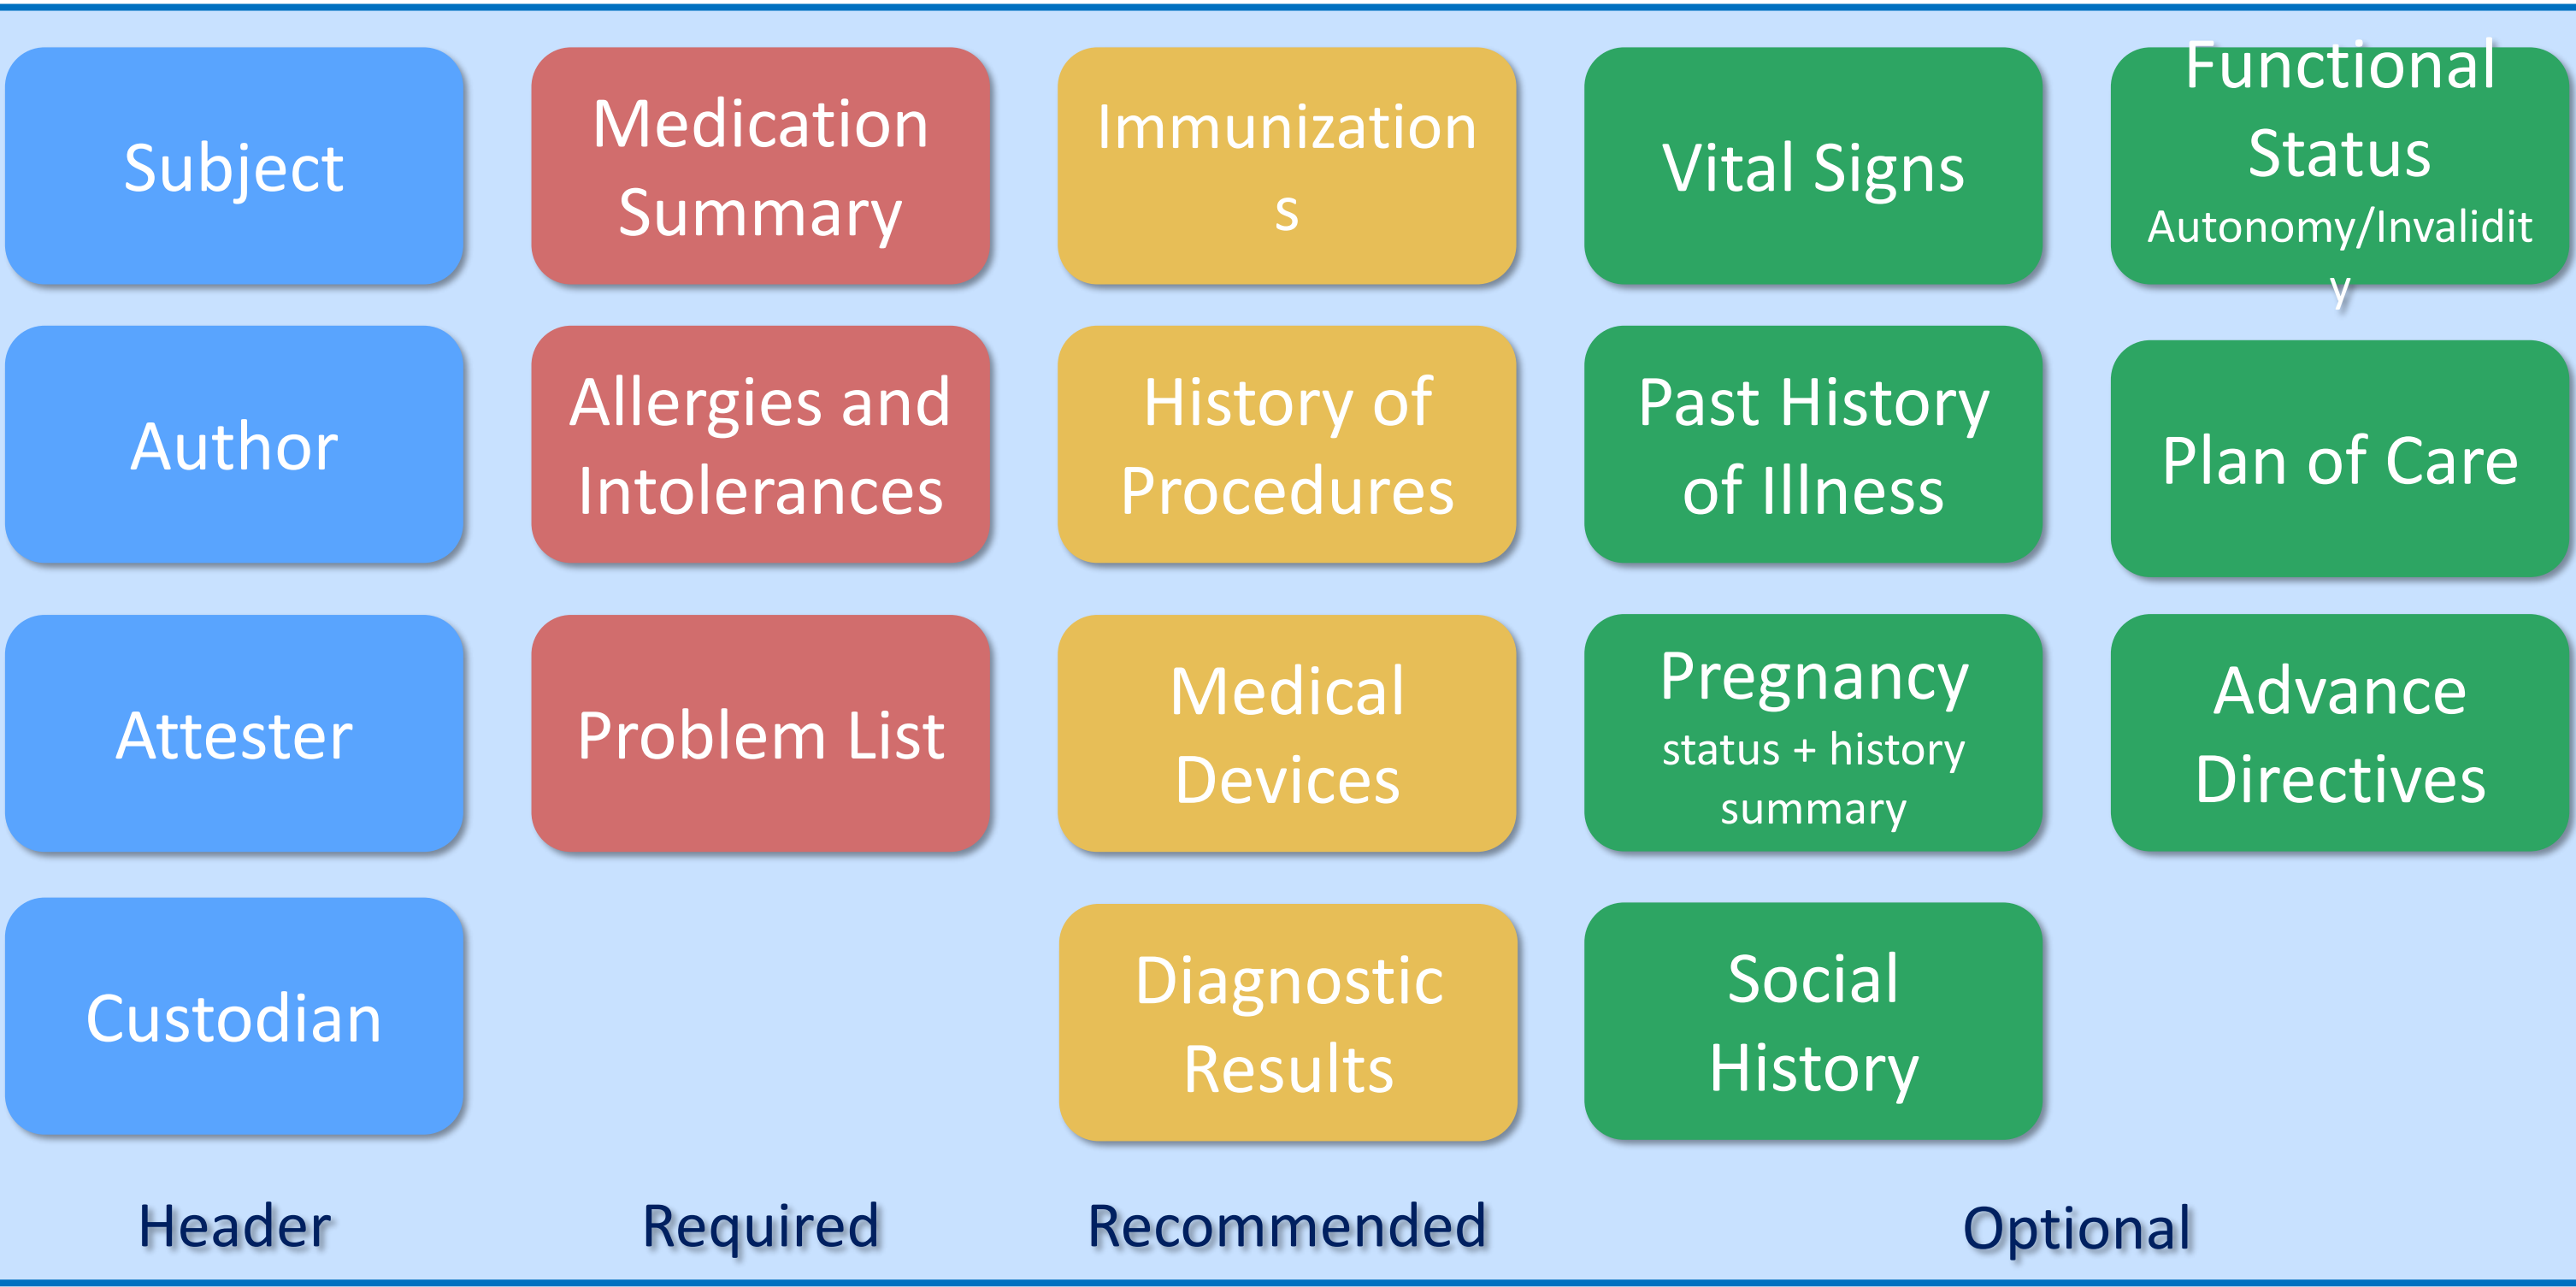 Subject
Author
Attester
Custodian
Header
Medication
Summary
Allergies and
Intolerances
Problem List
Required
Immunization
s
History of
Procedures
Medical
Devices
Diagnostic
Results
Recommended
Vital Signs
Past History
of Illness
Pregnancy
status + history
summary
Social
History
Functional
Status
Autonomy/Invalidit
y
Plan of Care
Advance
Directives
Optional